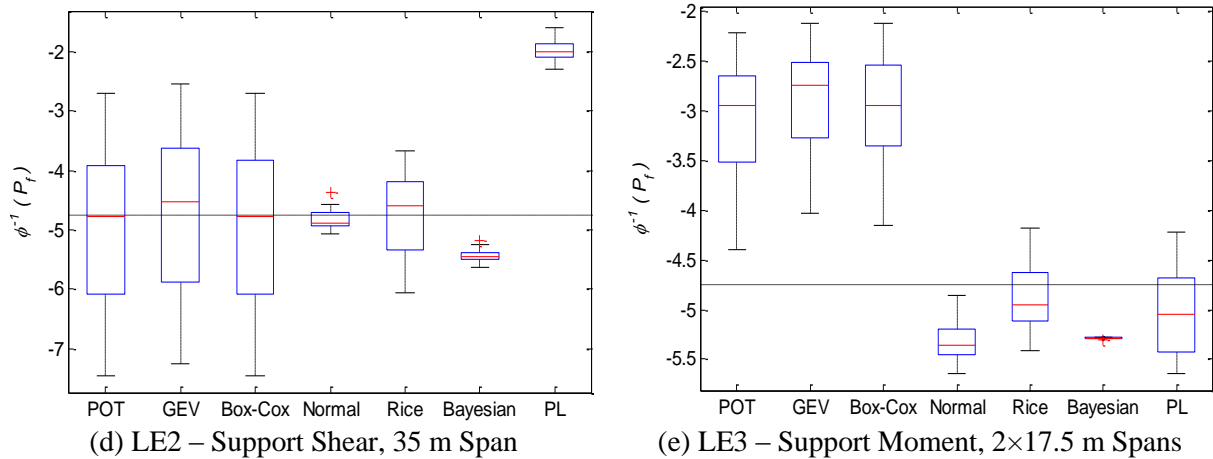 -2
-3
-4
-5
-6
-7
ϕ⁻¹ ( P_f )
POT GEV Box-Cox Normal Rice Bayesian PL
(d) LE2 – Support Shear, 35 m Span
-2
-2.5
-3
-3.5
-4
-4.5
-5
-5.5
ϕ⁻¹ ( P_f )
POT GEV Box-Cox Normal Rice Bayesian PL
(e) LE3 – Support Moment, 2×17.5 m Spans